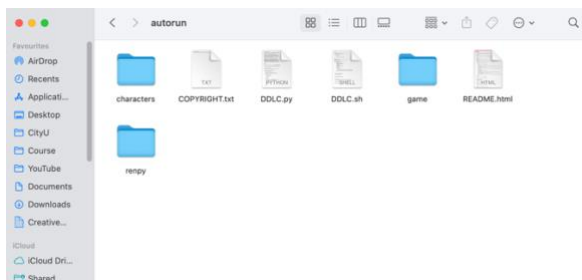 autorun
Favourites
AirDrop
Recents
Applicati...
Desktop
CityU
Course
YouTube
Documents
Downloads
Creative...
iCloud
iCloud Dri...
Shared
TXT
PYTHON
SHELL
HTML
characters
COPYRIGHT.txt
DDLC.py
DDLC.sh
game
README.html
renpy